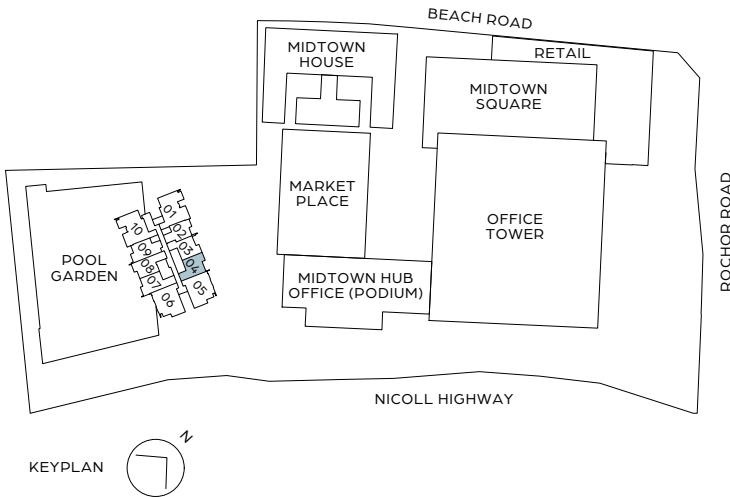 BEACH ROAD
MIDTOWN
HOUSE
RETAIL
MIDTOWN
SQUARE
MARKET
PLACE
OFFICE
TOWER
ROCHOR ROAD
POOL
GARDEN
01
02
03
04
05
10
09
08
07
06
MIDTOWN HUB
OFFICE (PODIUM)
NICOLL HIGHWAY
KEYPLAN
N